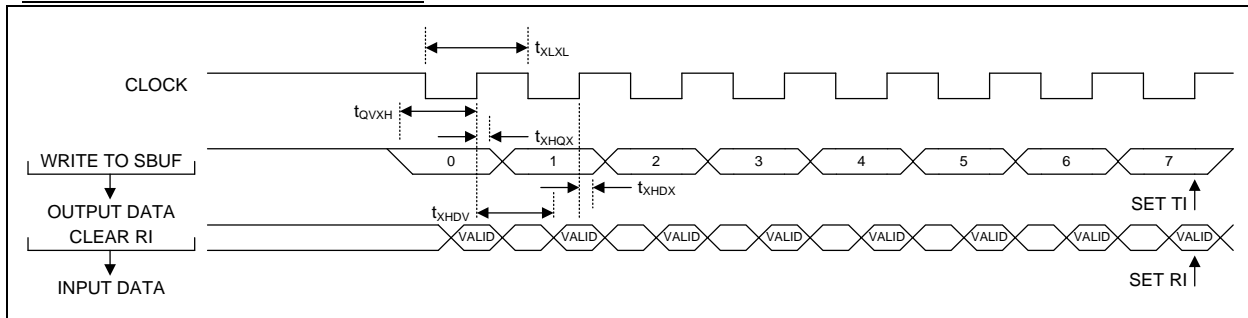 tXLXL
CLOCK
tQVXH
tXHQX
WRITE TO SBUF
0 1 2 3 4 5 6 7
tXHDX
OUTPUT DATA
SET TI
tXHDV
CLEAR RI
VALID VALID VALID VALID VALID VALID VALID VALID
INPUT DATA
SET RI